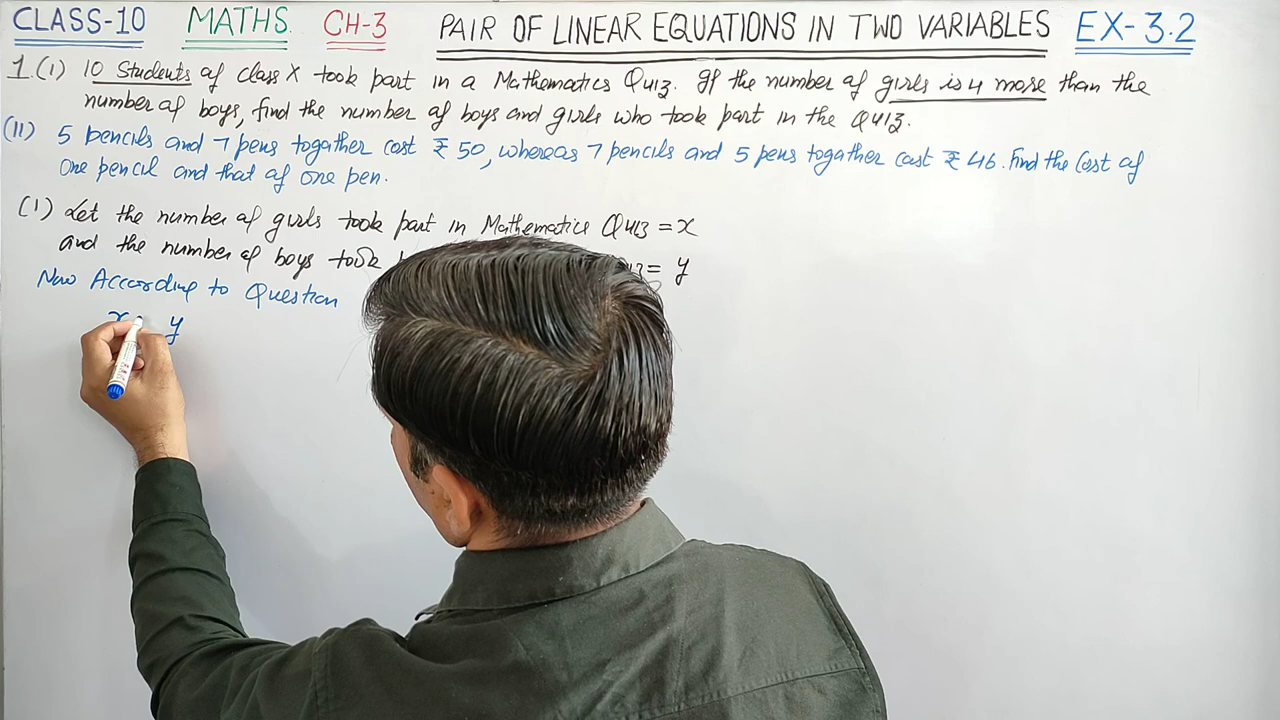 CLASS-10 MATHS CH-3 PAIR OF LINEAR EQUATIONS IN TWO VARIABLES EX-3.2
1.(I) 10 Students of class X took part in a Mathematics Quiz. If the number of girls is 4 more than the
number of boys, find the number of boys and girls who took part in the Quiz.
(II) 5 pencils and 7 pens togather cost ₹ 50, whereas 7 pencils and 5 pens togather cost ₹ 46. Find the Cost of
One pencil and that of one pen.
(I) Let the number of girls took part in Mathematics Quiz = x
and the number of boys took = y
Now According to Question
x y